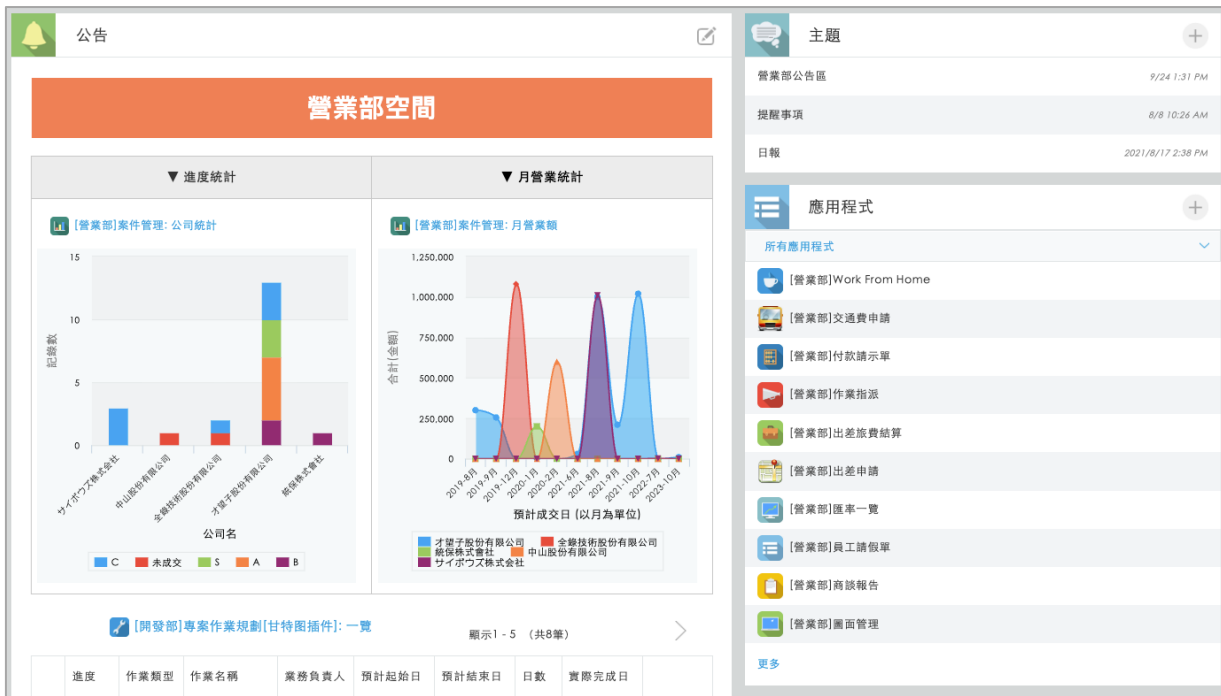 公告
營業部空間
▼ 進度統計
▼ 月營業統計
[營業部]案件管理: 公司統計
15
10
5
0
記錄數
サイボウズ株式会社
中山股份有限公司
全錄技術股份有限公司
才望子股份有限公司
統保株式會社
公司名
C 未成交 S A B
[營業部]案件管理: 月營業額
1,250,000
1,000,000
750,000
500,000
250,000
0
合計(金額)
2019-8月
2019-9月
2019-12月
2020-1月
2020-2月
2021-6月
2021-8月
2021-9月
2021-10月
2022-7月
2023-10月
預計成交日 (以月為單位)
才望子股份有限公司 全錄技術股份有限公司
統保株式會社 中山股份有限公司
サイボウズ株式会社
[開發部]專案作業規劃[甘特图插件]: 一覽
顯示1 - 5 （共8筆）
進度 作業類型 作業名稱 業務負責人 預計起始日 預計結束日 日數 實際完成日
主題
營業部公告區 9/24 1:31 PM
提醒事項 8/8 10:26 AM
日報 2021/8/17 2:38 PM
應用程式
所有應用程式
[營業部]Work From Home
[營業部]交通費申請
[營業部]付款請示單
[營業部]作業指派
[營業部]出差旅費結算
[營業部]出差申請
[營業部]匯率一覽
[營業部]員工請假單
[營業部]商談報告
[營業部]圖面管理
更多